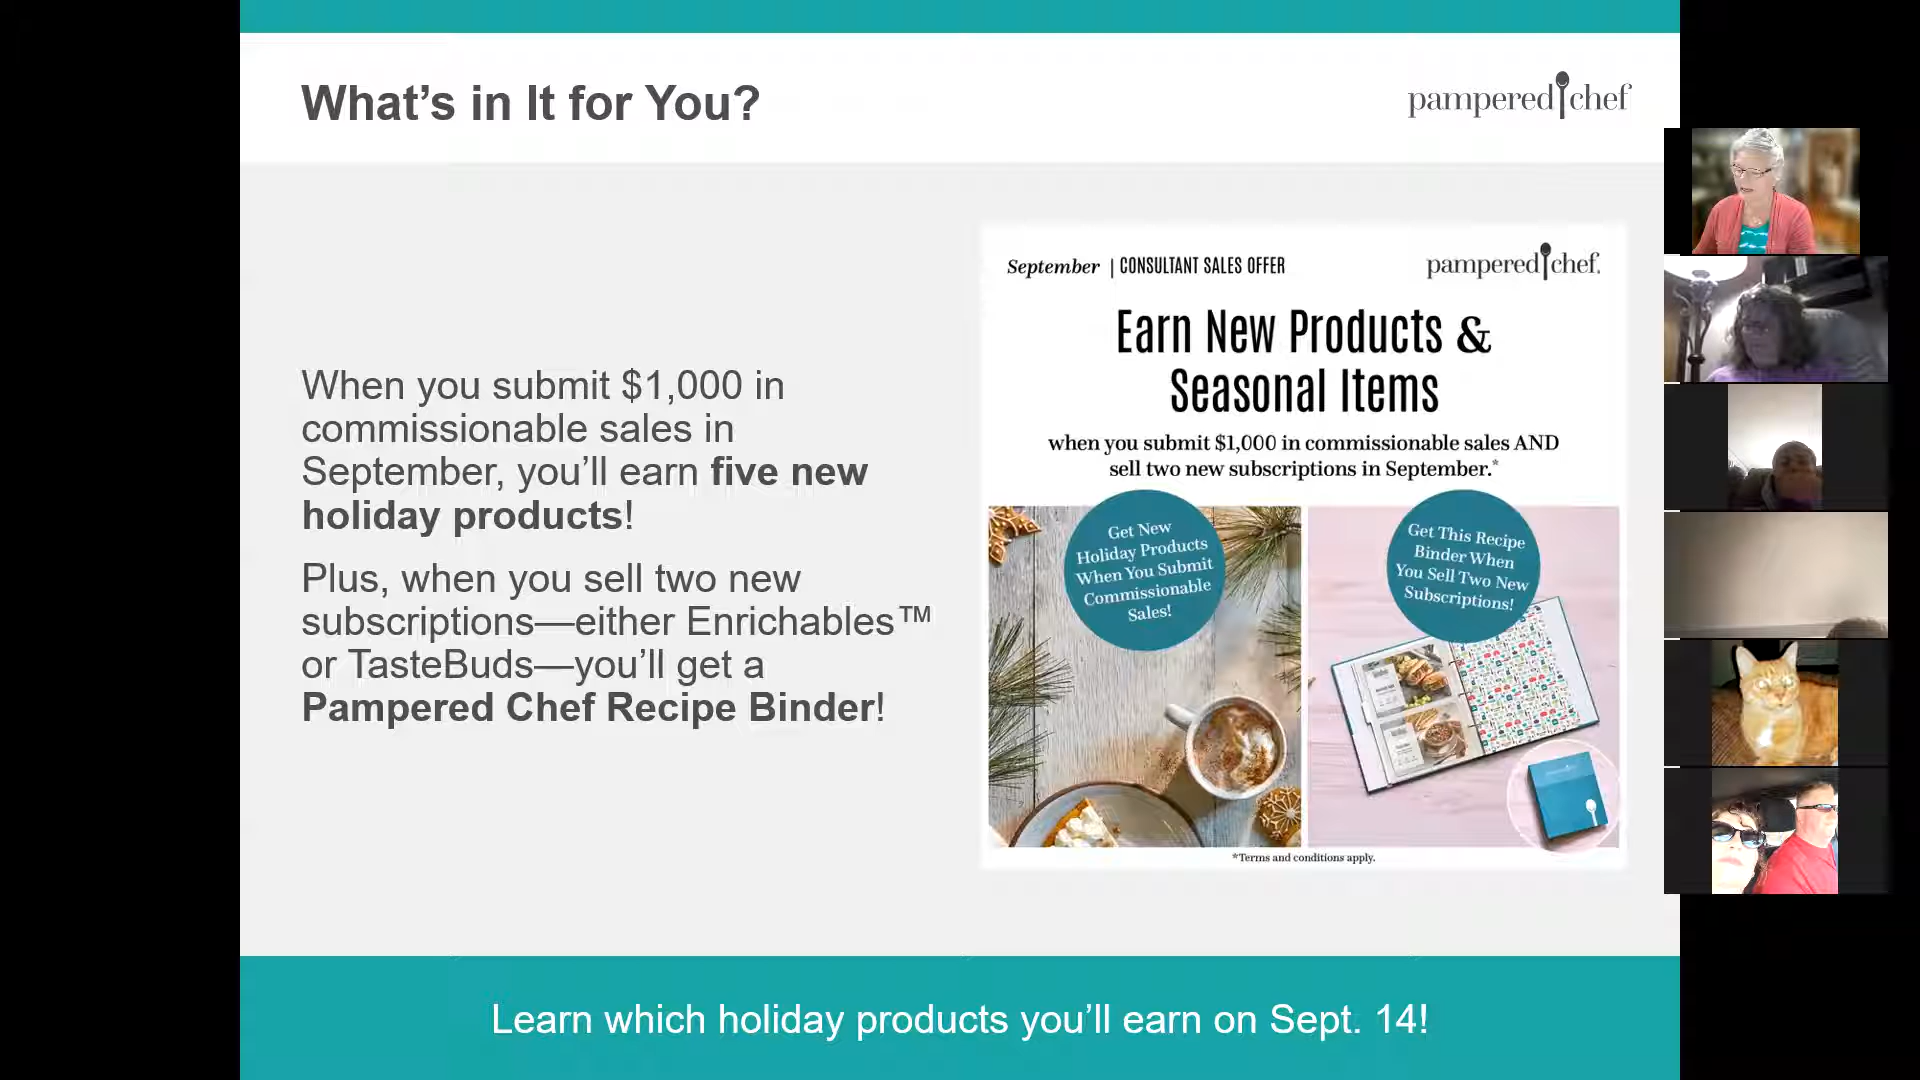 What’s in It for You?
pampered chef
When you submit $1,000 in
commissionable sales in
September, you’ll earn five new
holiday products!
Plus, when you sell two new
subscriptions—either Enrichables™
or TasteBuds—you’ll get a
Pampered Chef Recipe Binder!
September | CONSULTANT SALES OFFER
pampered chef.
Earn New Products &
Seasonal Items
when you submit $1,000 in commissionable sales AND
sell two new subscriptions in September.*
Get New
Holiday Products
When You Submit
Commissionable
Sales!
Get This Recipe
Binder When
You Sell Two New
Subscriptions!
*Terms and conditions apply.
Learn which holiday products you’ll earn on Sept. 14!